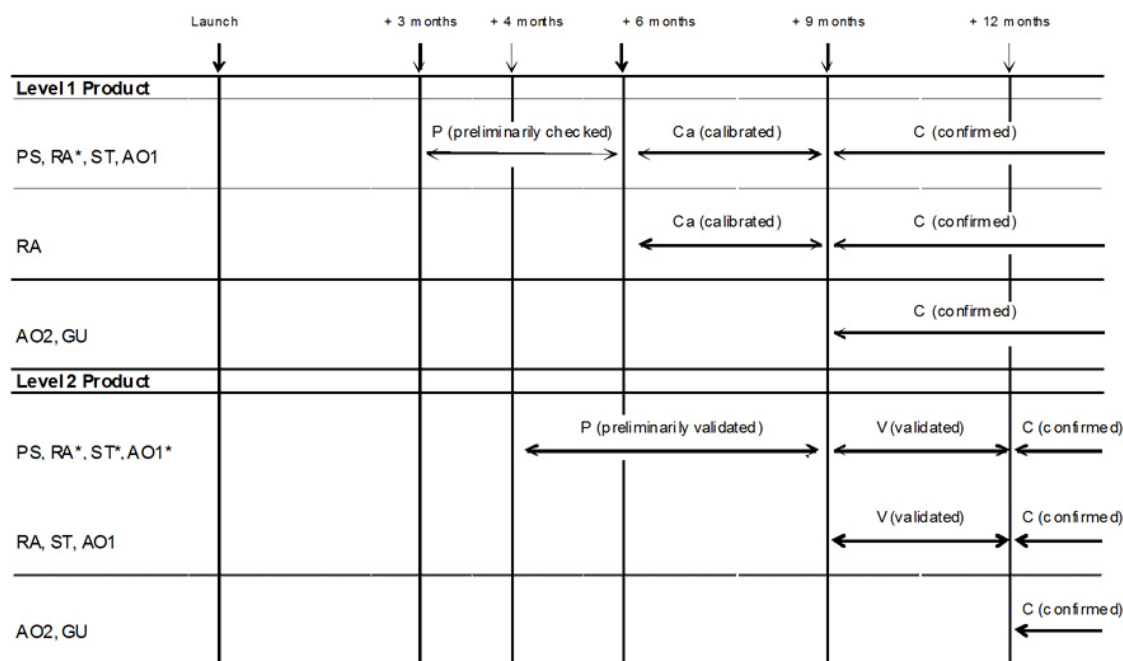 Launch + 3 months + 4 months + 6 months + 9 months + 12 months
Level 1 Product
P (preliminarily checked) Ca (calibrated) C (confirmed)
PS, RA*, ST, AO1
Ca (calibrated) C (confirmed)
RA
C (confirmed)
AO2, GU
Level 2 Product
P (preliminarily validated) V (validated) C (confirmed)
PS, RA*, ST*, AO1*
V (validated) C (confirmed)
RA, ST, AO1
C (confirmed)
AO2, GU